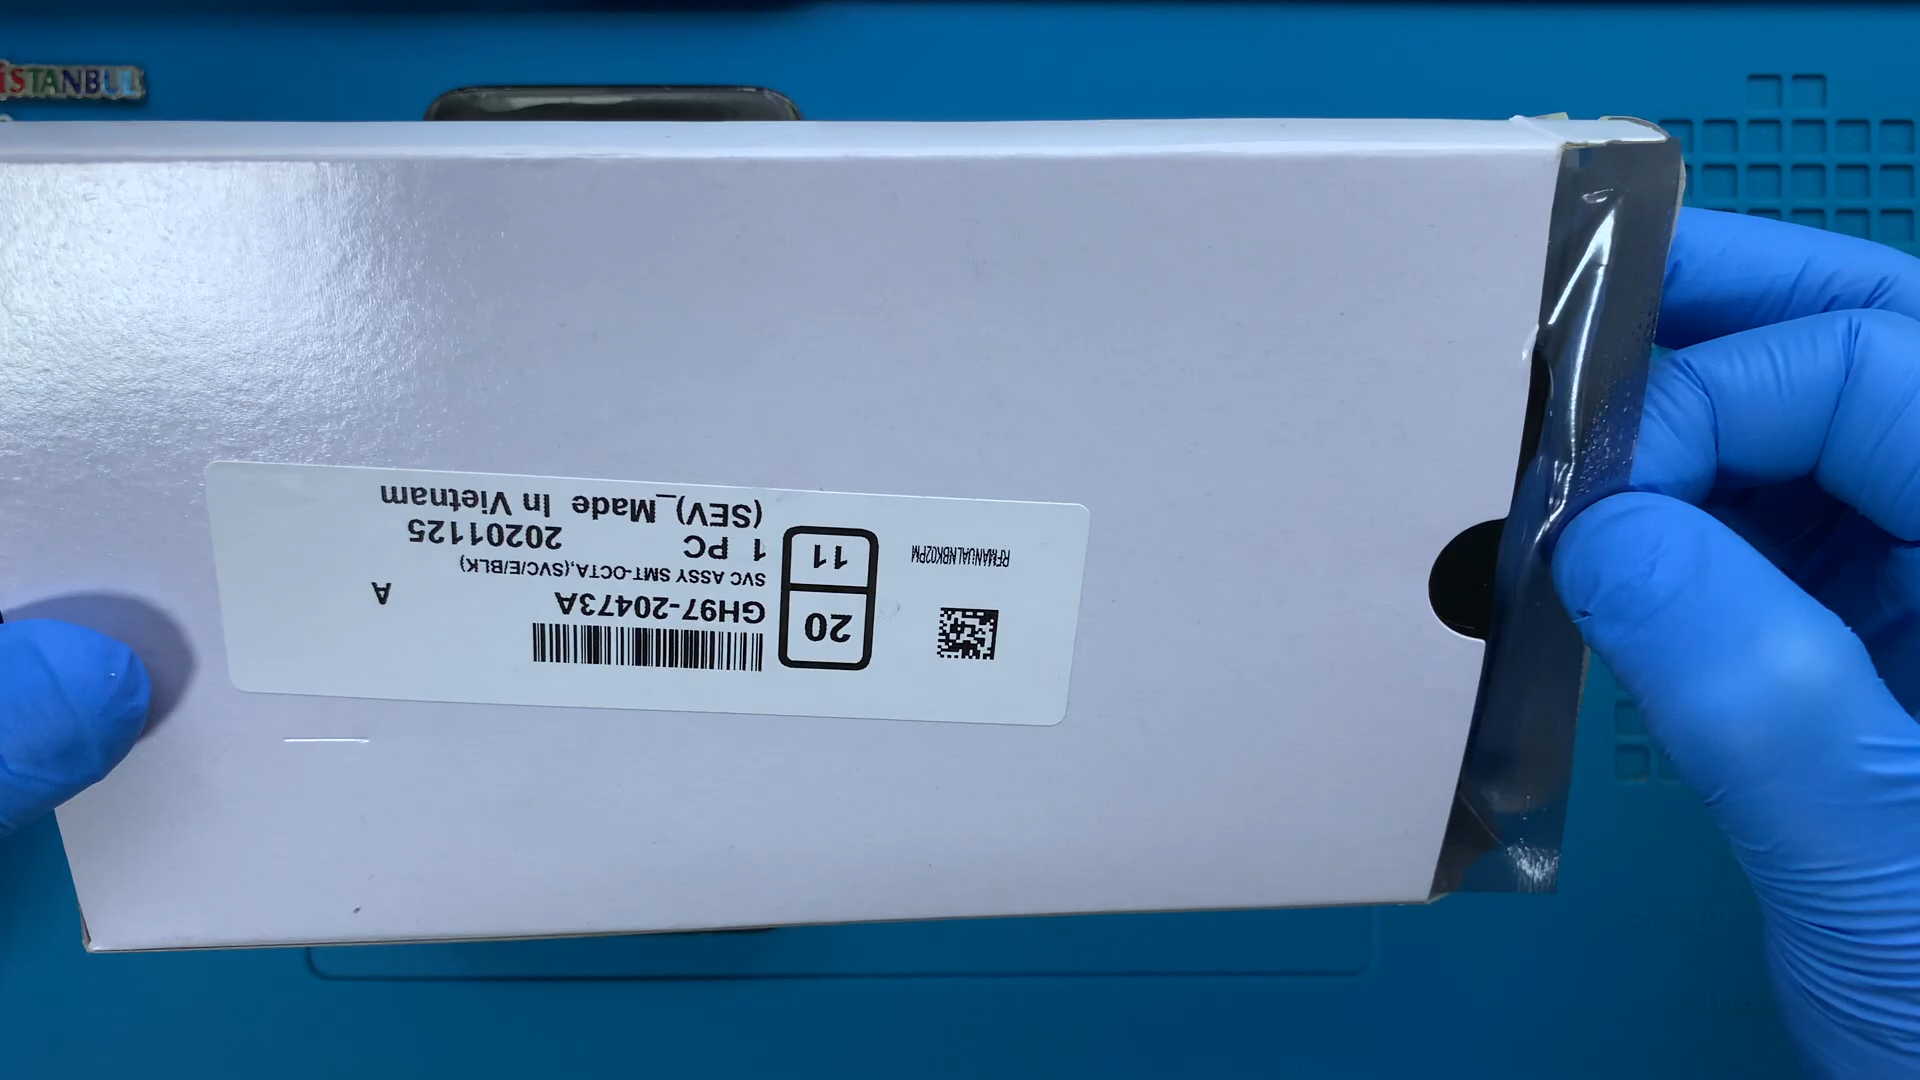 İSTANBUL
GH97-20473A
A
SVC ASSY SMT-OCTA,(SVC/E/BLK)
1 PC 20201125
(SEV)_Made In Vietnam
20
11